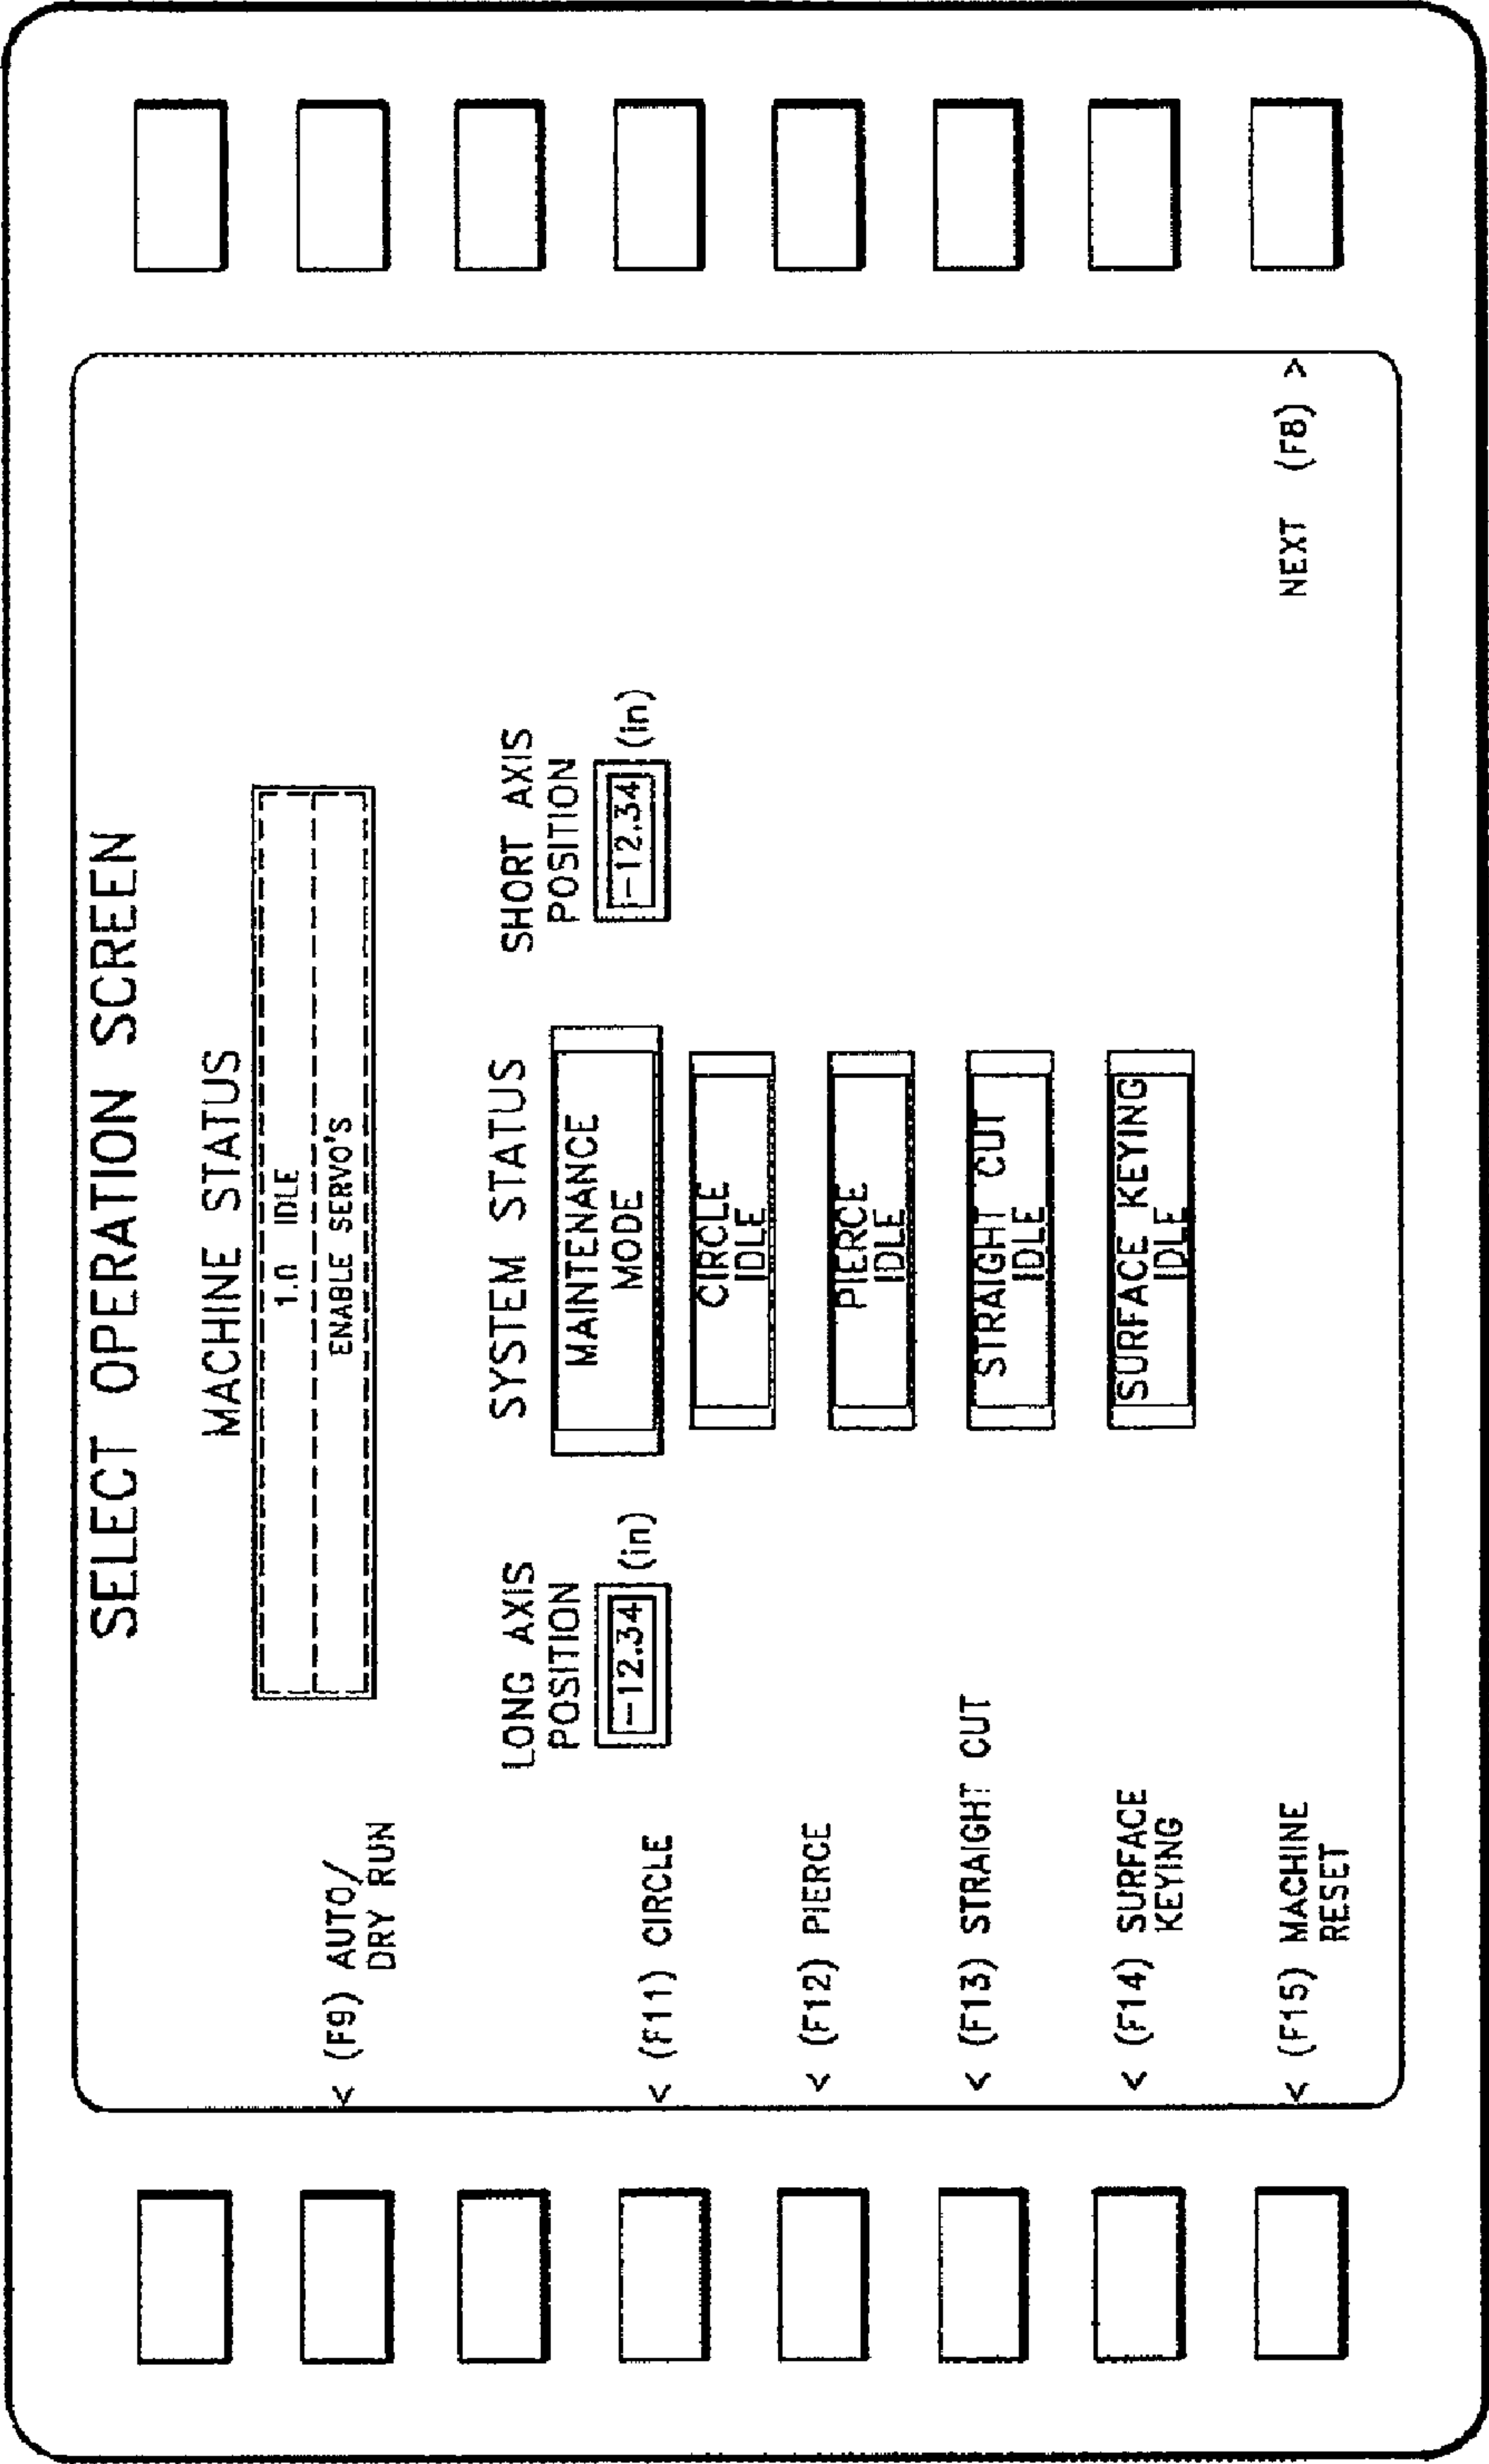 SELECT OPERATION SCREEN
MACHINE STATUS
1.0 IDLE
ENABLE SERVO'S
< (F9) AUTO/
DRY RUN
LONG AXIS
POSITION
-12.34 (in)
SYSTEM STATUS
MAINTENANCE
MODE
SHORT AXIS
POSITION
-12.34 (in)
< (F11) CIRCLE
CIRCLE
IDLE
< (F12) PIERCE
PIERCE
IDLE
< (F13) STRAIGHT CUT
STRAIGHT CUT
IDLE
< (F14) SURFACE
KEYING
SURFACE KEYING
IDLE
< (F15) MACHINE
RESET
NEXT (F8) >